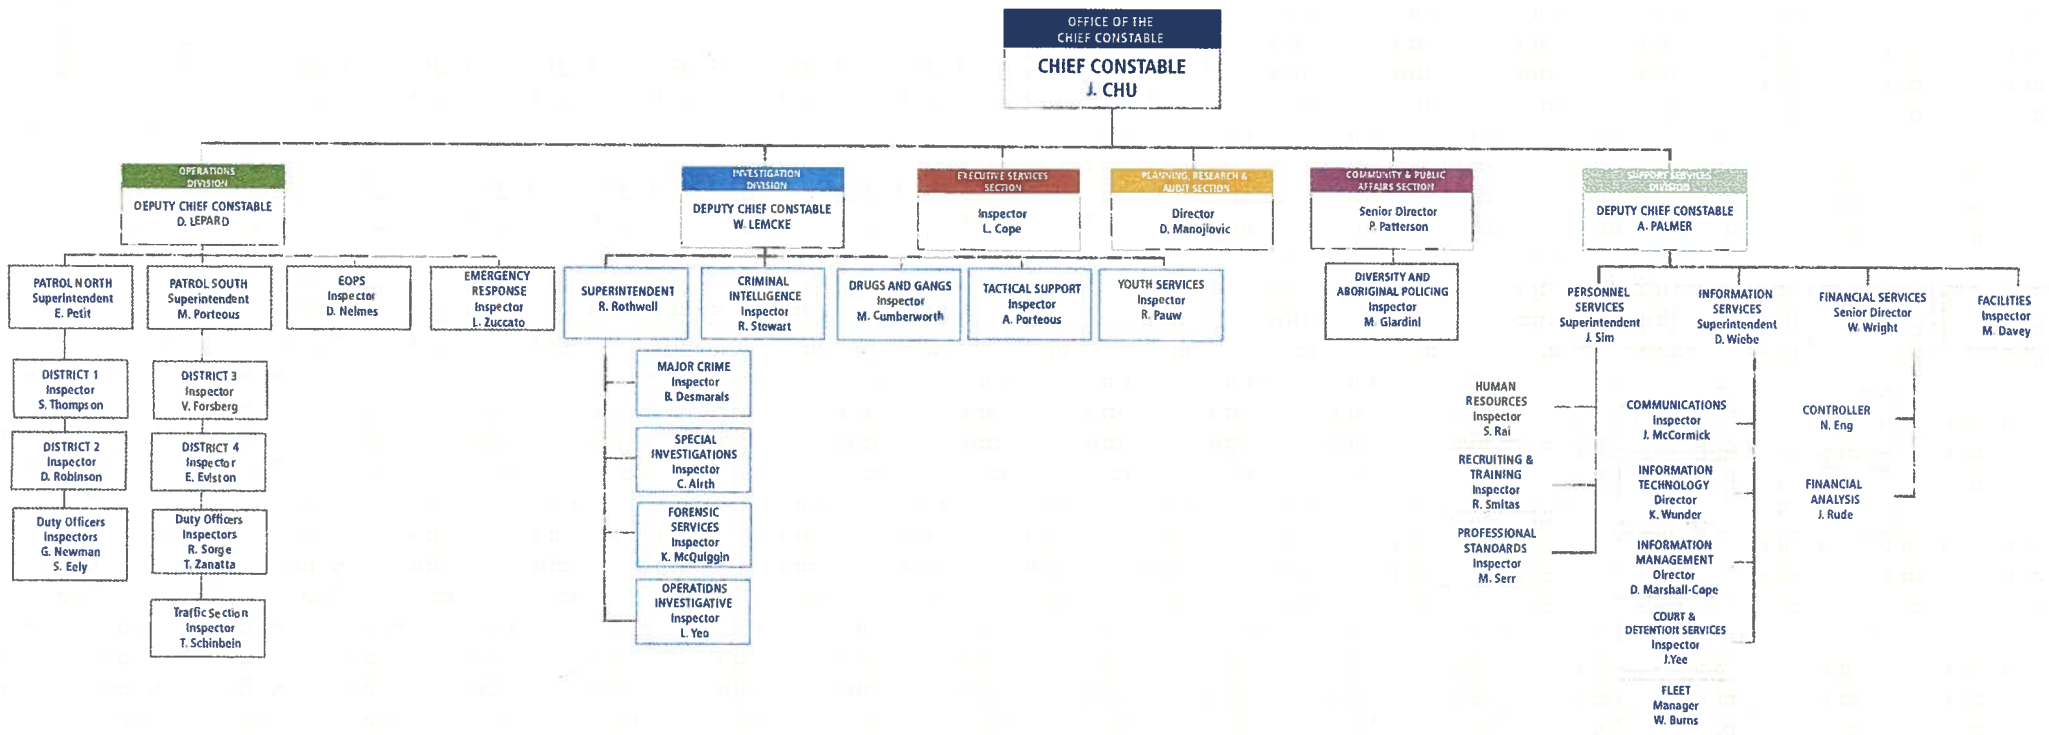 OFFICE OF THE
CHIEF CONSTABLE
CHIEF CONSTABLE
J. CHU
OPERATIONS
DIVISION
DEPUTY CHIEF CONSTABLE
D. LEPARD
INVESTIGATION
DIVISION
DEPUTY CHIEF CONSTABLE
W. LEMCKE
EXECUTIVE SERVICES
SECTION
Inspector
L. Cope
PLANNING, RESEARCH &
AUDIT SECTION
Director
D. Manojlovic
COMMUNITY & PUBLIC
AFFAIRS SECTION
Senior Director
P. Patterson
SUPPORT SERVICES
DIVISION
DEPUTY CHIEF CONSTABLE
A. PALMER
PATROL NORTH
Superintendent
E. Petit
PATROL SOUTH
Superintendent
M. Porteous
EOPS
Inspector
D. Nelmes
EMERGENCY
RESPONSE
Inspector
L. Zuccato
SUPERINTENDENT
R. Rothwell
CRIMINAL
INTELLIGENCE
Inspector
R. Stewart
DRUGS AND GANGS
Inspector
M. Cumberworth
TACTICAL SUPPORT
Inspector
A. Porteous
YOUTH SERVICES
Inspector
R. Pauw
DIVERSITY AND
ABORIGINAL POLICING
Inspector
M. Giardini
PERSONNEL
SERVICES
Superintendent
J. Sim
INFORMATION
SERVICES
Superintendent
D. Wiebe
FINANCIAL SERVICES
Senior Director
W. Wright
FACILITIES
Inspector
M. Davey
DISTRICT 1
Inspector
S. Thompson
DISTRICT 2
Inspector
D. Robinson
Duty Officers
Inspectors
G. Newman
S. Eely
DISTRICT 3
Inspector
V. Forsberg
DISTRICT 4
Inspector
E. Eviston
Duty Officers
Inspectors
R. Sorge
T. Zanatta
Traffic Section
Inspector
T. Schinbein
MAJOR CRIME
Inspector
B. Desmarais
SPECIAL
INVESTIGATIONS
Inspector
C. Airth
FORENSIC
SERVICES
Inspector
K. McQuiggin
OPERATIONS
INVESTIGATIVE
Inspector
L. Yeo
HUMAN
RESOURCES
Inspector
S. Rai
RECRUITING &
TRAINING
Inspector
R. Smitas
PROFESSIONAL
STANDARDS
Inspector
M. Serr
COMMUNICATIONS
Inspector
J. McCormick
INFORMATION
TECHNOLOGY
Director
K. Wunder
INFORMATION
MANAGEMENT
Director
D. Marshall-Cope
COURT &
DETENTION SERVICES
Inspector
J.Yee
FLEET
Manager
W. Burns
CONTROLLER
N. Eng
FINANCIAL
ANALYSIS
J. Rude